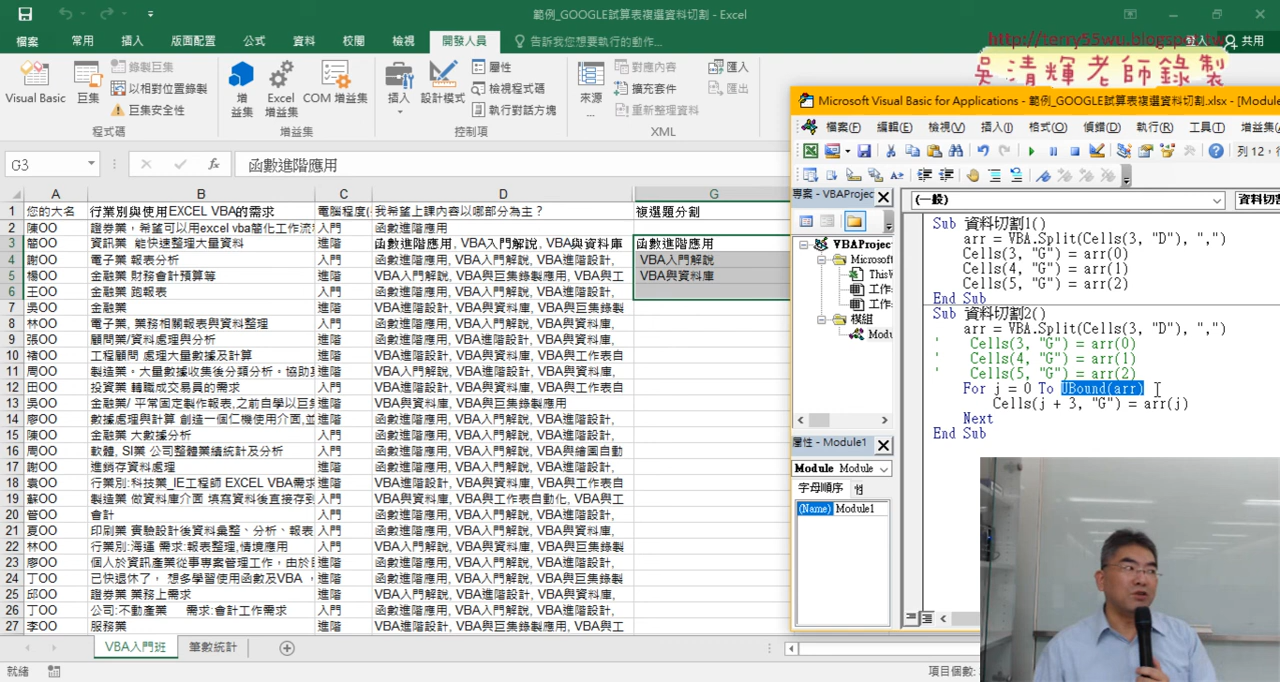 範例_GOOGLE試算表複選資料切割 - Excel
http://terry55wu.blogspot.tw
吳清輝老師錄製
檔案 常用 插入 版面配置 公式 資料 校閱 檢視 開發人員 告訴我您想要執行的動作... 共用
Visual Basic 巨集 錄製巨集 以相對位置錄製 巨集安全性
增益集 Excel 增益集 COM 增益集
插入 設計模式 屬性 檢視程式碼 執行對話方塊
來源... 對應內容 擴充套件 重新整理資料 匯入 匯出
程式碼 增益集 控制項 XML
G3 fx 函數進階應用
A B C D G
1 您的大名 行業別與使用EXCEL VBA的需求 電腦程度( 我希望上課內容以哪部分為主？ 複選題分割
2 陳OO 證券業，希望可以用excel vba簡化工作流 入門 函數進階應用
3 簡OO 資訊業 能快速整理大量資料 進階 函數進階應用, VBA入門解說, VBA與資料庫 函數進階應用
4 謝OO 電子業 報表分析 入門 函數進階應用, VBA入門解說, VBA進階設計, VBA入門解說
5 楊OO 金融業 財務會計預算等 進階 函數進階應用, VBA與巨集錄製應用, VBA與工 VBA與資料庫
6 王OO 金融業 跑報表 入門 函數進階應用, VBA入門解說, VBA進階設計,
7 吳OO 金融業 進階 VBA進階設計, VBA與資料庫, VBA與巨集錄製
8 林OO 電子業, 業務相關報表與資料整理 入門 函數進階應用, VBA入門解說, VBA與資料庫,
9 張OO 顧問業/資料處理與分析 入門 函數進階應用, VBA入門解說, VBA進階設計,
10 褚OO 工程顧問 處理大量數據及計算 入門 VBA進階設計, VBA與資料庫, VBA與工作表自
11 周OO 製造業。大量數據收集後分類分析。協助 入門 函數進階應用, VBA入門解說, VBA進階設計,
12 田OO 投資業 輔職成交易員的需求 入門 函數進階應用, VBA入門解說, VBA進階設計,
13 吳OO 金融業/ 平常固定製作報表,之前自學以巨 進階 函數進階應用, VBA與巨集錄製應用
14 廖OO 數據處理與計算 創造一個仁機使用介面,並 入門 函數進階應用, VBA入門解說, VBA進階設計,
15 陳OO 金融業 大數據分析 入門 函數進階應用, VBA入門解說, VBA進階設計,
16 周OO 軟體, SI業 公司整體業績統計及分析 入門 函數進階應用, VBA入門解說, VBA與繪圖自動
17 謝OO 進銷存資料處理 進階 函數進階應用, VBA入門解說, VBA進階設計,
18 袁OO 行業別:科技業_IE工程師 EXCEL VBA需求 進階 函數進階應用, VBA入門解說, VBA進階設計,
19 蘇OO 製造業 做資料庫介面 填寫資料後直接存到 入門 VBA與資料庫, VBA與工作表自動化, VBA與工
20 管OO 會計 入門 函數進階應用, VBA入門解說, VBA進階設計,
21 夏OO 印刷業 實驗設計後資料彙整、分析、報表 入門 函數進階應用, VBA入門解說, VBA與資料庫,
22 林OO 行業別:海運 需求:報表整理,情境應用 入門 VBA入門解說, VBA進階設計, VBA與巨集錄製
23 廖OO 個人於資訊產業從事專案管理工作，由於 進階 函數進階應用, VBA入門解說, VBA進階設計,
24 丁OO 已快退休了，想多學習使用函數及VBA， 進階 VBA入門解說, VBA進階設計, VBA與巨集錄製
25 邱OO 證券業 業務上需求 進階 函數進階應用, VBA入門解說, VBA與資料庫,
26 丁OO 公司:不動產業 需求:會計工作需求 入門 函數進階應用, VBA入門解說, VBA進階設計,
27 李OO 服務業 進階 VBA進階設計, VBA與資料庫, VBA與工作表自
VBA入門班 筆數統計
就緒 項目個數:
Microsoft Visual Basic for Applications - 範例_GOOGLE試算表複選資料切割.xlsx - [Modu
檔案(F) 編輯(E) 檢視(V) 插入(I) 格式(O) 偵錯(D) 執行(R) 工具(T) 增益集(
列 12,
專案 - VBAProjec
VBAProjec
Microsoft
ThisW
工作
工作
模組
Modu
屬性 - Module1
Module Module
字母順序
(Name) Module1
(一般) 資料切割
Sub 資料切割1()
arr = VBA.Split(Cells(3, "D"), ",")
Cells(3, "G") = arr(0)
Cells(4, "G") = arr(1)
Cells(5, "G") = arr(2)
End Sub
Sub 資料切割2()
arr = VBA.Split(Cells(3, "D"), ",")
' Cells(3, "G") = arr(0)
' Cells(4, "G") = arr(1)
' Cells(5, "G") = arr(2)
For j = 0 To UBound(arr)
Cells(j + 3, "G") = arr(j)
Next
End Sub